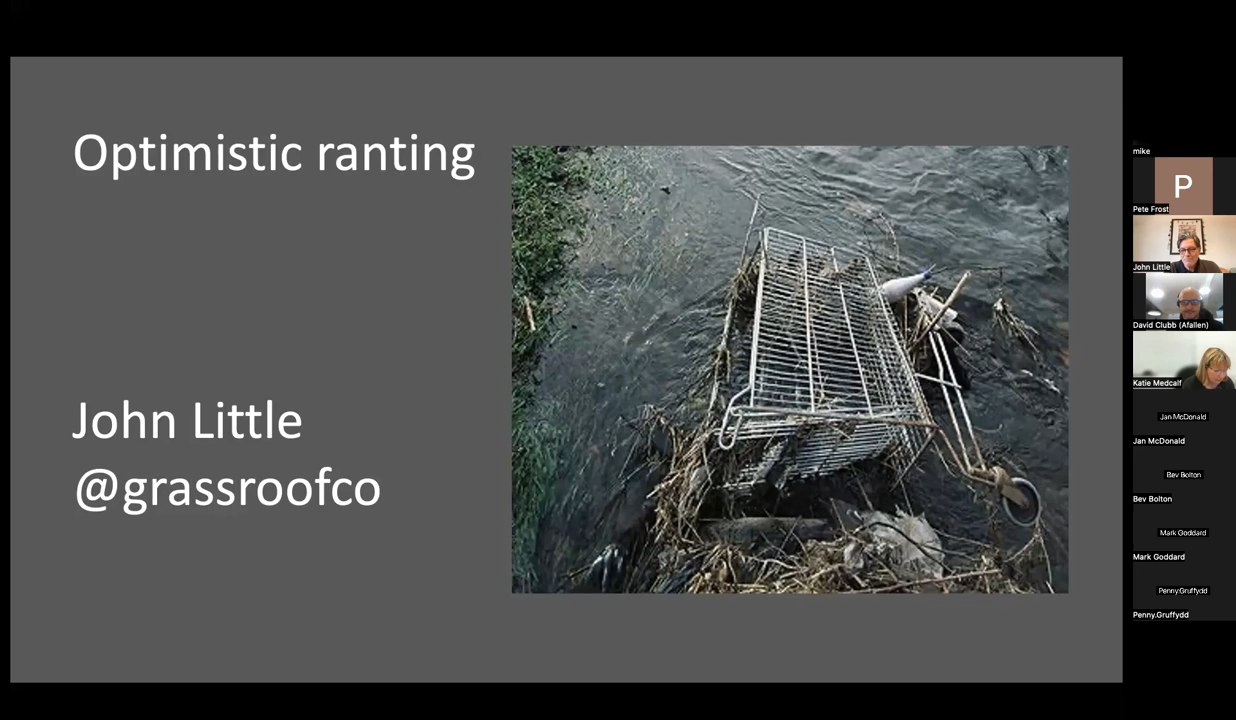 Optimistic ranting
John Little
@grassroofco
mike
P
Pete Frost
John Little
David Clubb (Afallen)
Katie Medcalf
Jan McDonald
Jan McDonald
Bev Bolton
Bev Bolton
Mark Goddard
Mark Goddard
Penny.Gruffydd
Penny.Gruffydd